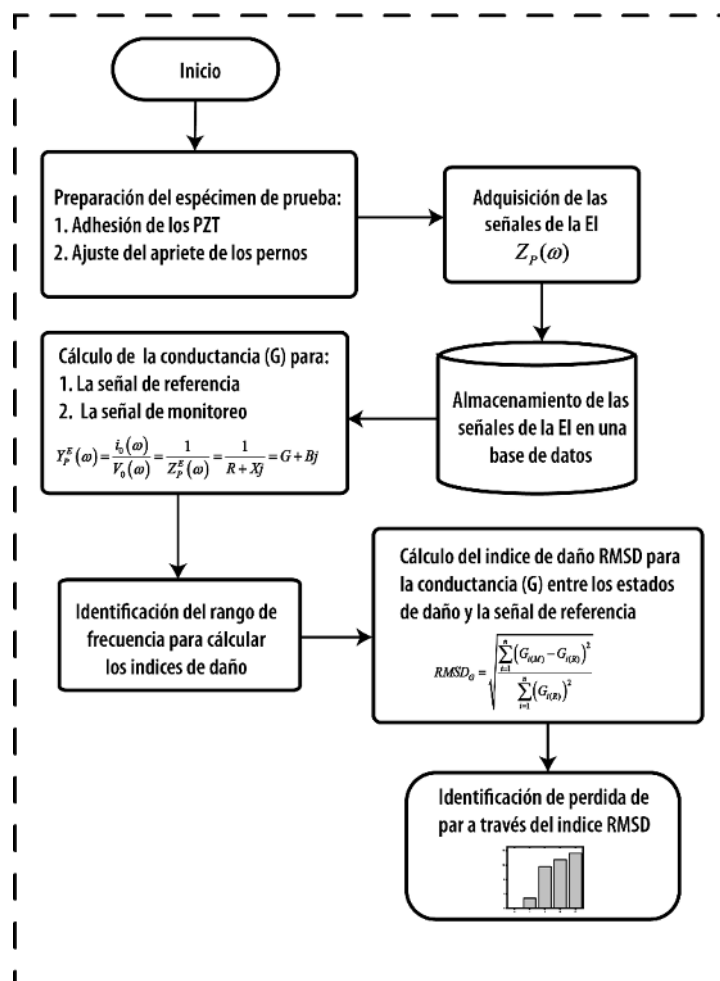 Inicio
Preparación del espécimen de prueba:
1. Adhesión de los PZT
2. Ajuste del apriete de los pernos
Adquisición de las
señales de la EI
Z_P(ω)
Almacenamiento de las
señales de la EI en una
base de datos
Cálculo de la conductancia (G) para:
1. La señal de referencia
2. La señal de monitoreo
Y_P^E(ω) = i_0(ω)/V_0(ω) = 1/Z_P^E(ω) = 1/(R + Xj) = G + Bj
Identificación del rango de
frecuencia para cálcular
los indices de daño
Cálculo del indice de daño RMSD para
la conductancia (G) entre los estados
de daño y la señal de referencia
RMSD_G = √(∑_{i=1}^{n}(G_{i(M)} − G_{i(R)})^2 / ∑_{i=1}^{n}(G_{i(R)})^2)
Identificación de perdida de
par a través del indice RMSD